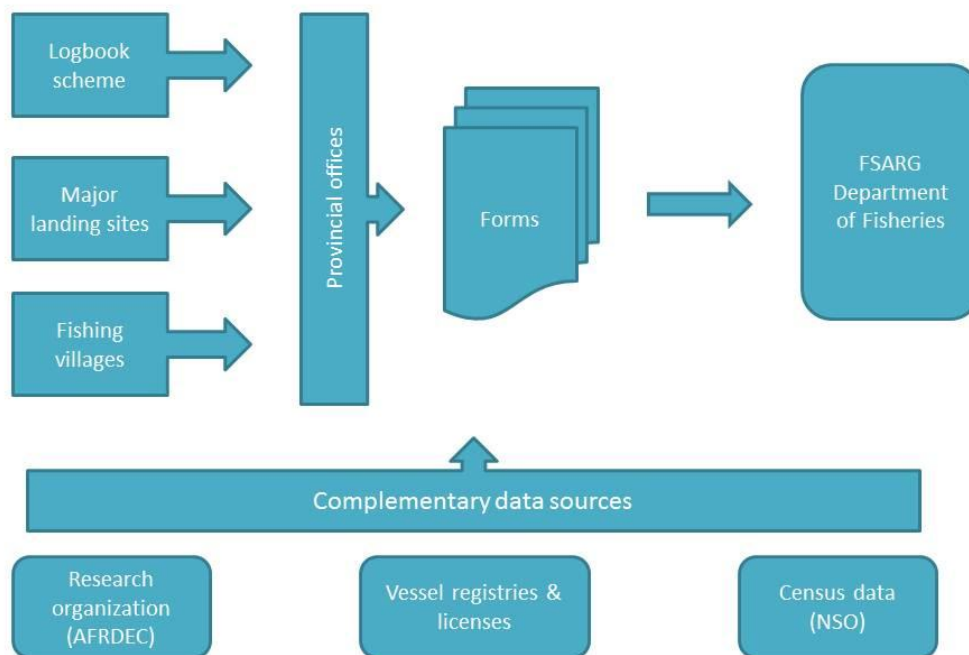 Logbook
scheme
Major
landing sites
Fishing
villages
Provincial offices
Forms
FSARG
Department
of Fisheries
Complementary data sources
Research
organization
(AFRDEC)
Vessel registries &
licenses
Census data
(NSO)